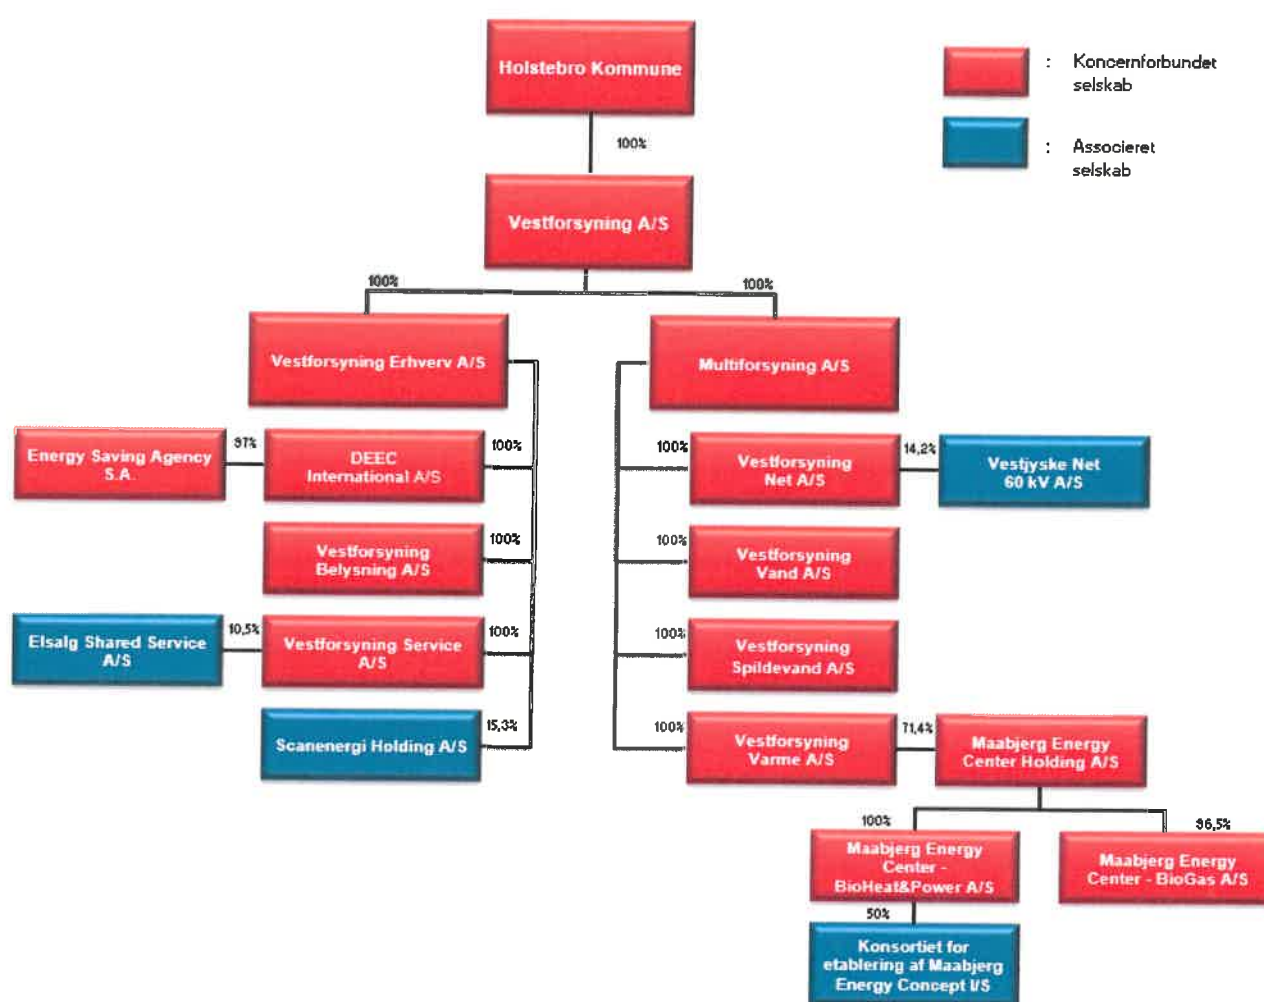 Holstebro Kommune
: Koncernforbundet
selskab
: Associeret
selskab
100%
Vestforsyning A/S
100%
100%
Vestforsyning Erhverv A/S
Multiforsyning A/S
Energy Saving Agency
S.A.
97%
DEEC
International A/S
100%
100%
Vestforsyning
Net A/S
14,2%
Vestjyske Net
60 kV A/S
Vestforsyning
Belysning A/S
100%
100%
Vestforsyning
Vand A/S
Elsalg Shared Service
A/S
10,5%
Vestforsyning Service
A/S
100%
100%
Vestforsyning
Spildevand A/S
Scanenergi Holding A/S
15,3%
100%
Vestforsyning
Varme A/S
71,4%
Maabjerg Energy
Center Holding A/S
100%
96,5%
Maabjerg Energy
Center -
BioHeat&Power A/S
Maabjerg Energy
Center - BioGas A/S
50%
Konsortiet for
etablering af Maabjerg
Energy Concept I/S